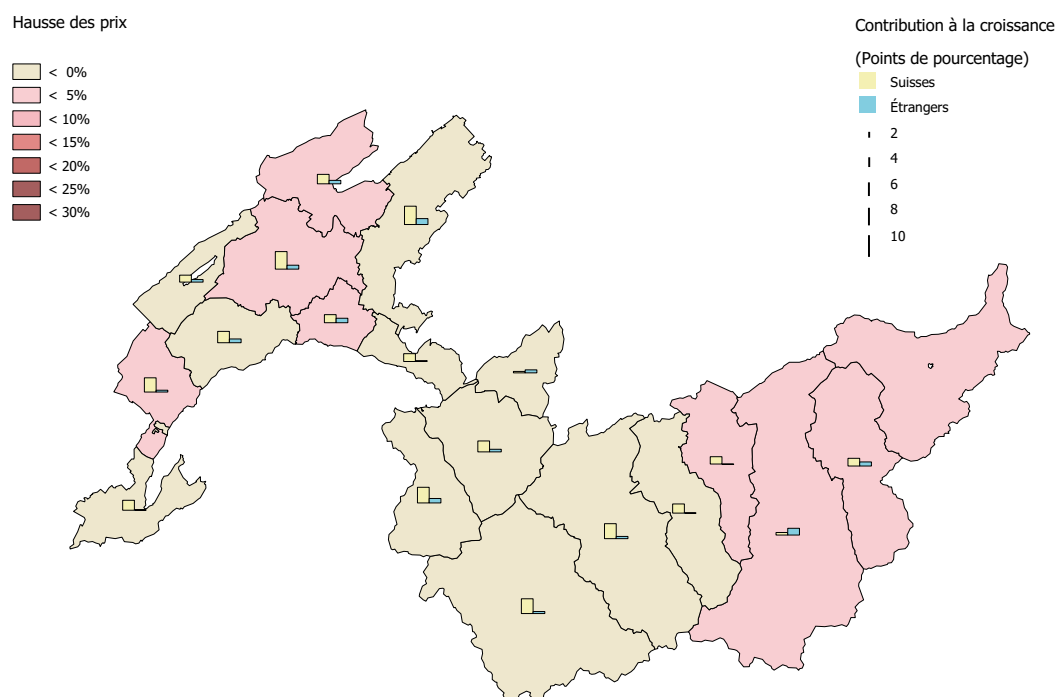 Hausse des prix
< 0%
< 5%
< 10%
< 15%
< 20%
< 25%
< 30%
Contribution à la croissance
(Points de pourcentage)
Suisses
Étrangers
2
4
6
8
10